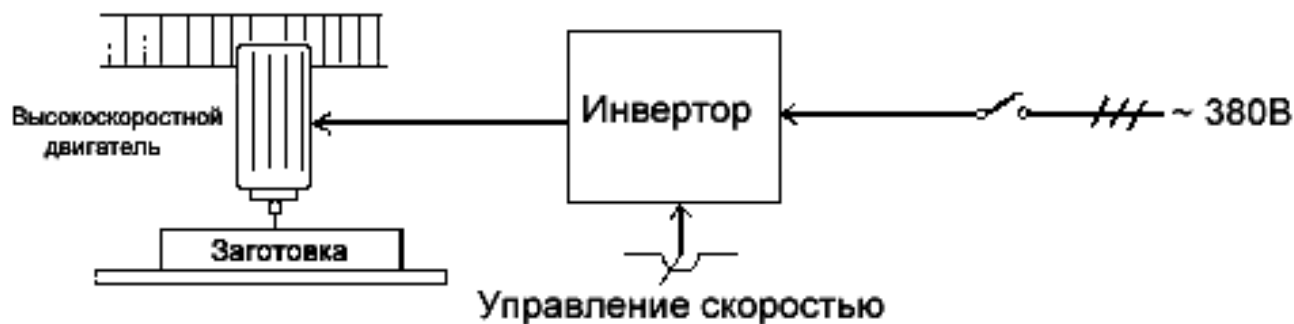 Высокоскоростной
двигатель
Инвертор
~ 380В
Заготовка
Управление скоростью